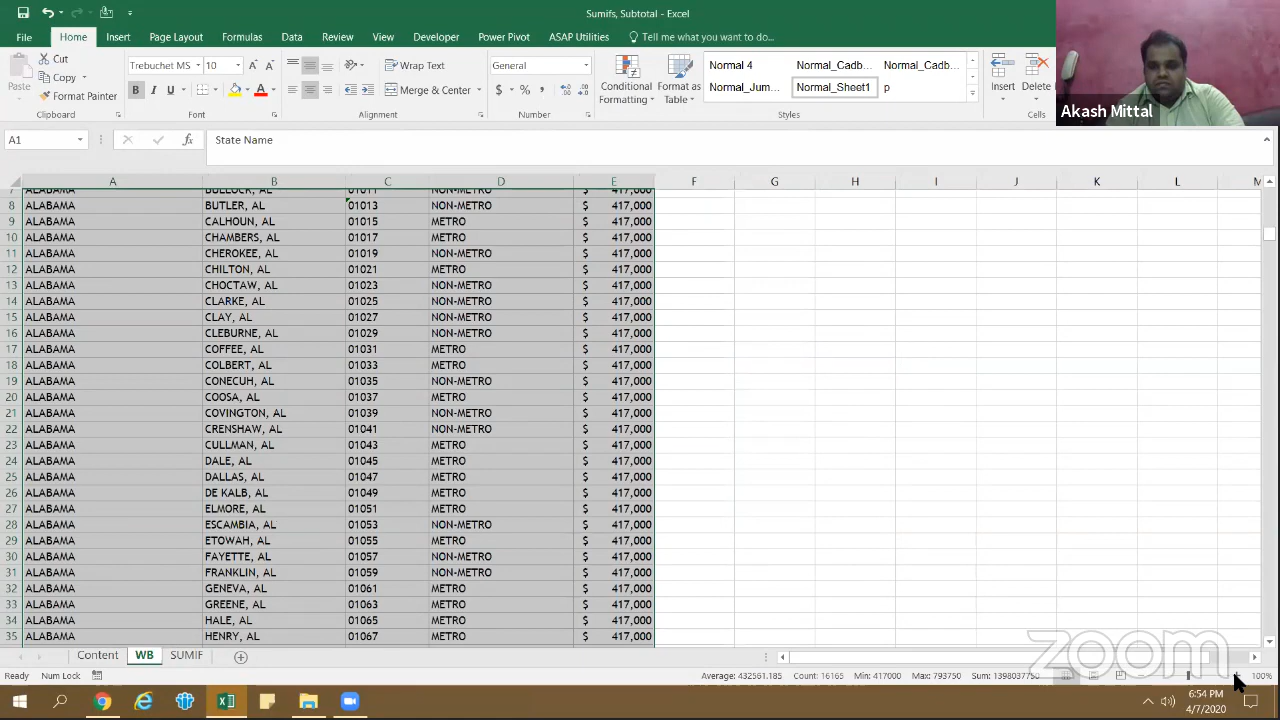 Sumifs, Subtotal - Excel
File Home Insert Page Layout Formulas Data Review View Developer Power Pivot ASAP Utilities Tell me what you want to do...
Paste
Cut
Copy
Format Painter
Clipboard
Trebuchet MS 10
B I U
Font
Wrap Text
Merge & Center
Alignment
General
$ % ,
Number
Conditional Formatting
Format as Table
Normal 4 Normal_Cadb... Normal_Cadb...
Normal_Jum... Normal_Sheet1 p
Styles
Insert Delete
Cells
Akash Mittal
A1 fx State Name
A B C D E F G H I J K L M
7 ALABAMA BULLOCK, AL 01011 NON-METRO $ 417,000
8 ALABAMA BUTLER, AL 01013 NON-METRO $ 417,000
9 ALABAMA CALHOUN, AL 01015 METRO $ 417,000
10 ALABAMA CHAMBERS, AL 01017 METRO $ 417,000
11 ALABAMA CHEROKEE, AL 01019 NON-METRO $ 417,000
12 ALABAMA CHILTON, AL 01021 METRO $ 417,000
13 ALABAMA CHOCTAW, AL 01023 NON-METRO $ 417,000
14 ALABAMA CLARKE, AL 01025 NON-METRO $ 417,000
15 ALABAMA CLAY, AL 01027 NON-METRO $ 417,000
16 ALABAMA CLEBURNE, AL 01029 NON-METRO $ 417,000
17 ALABAMA COFFEE, AL 01031 METRO $ 417,000
18 ALABAMA COLBERT, AL 01033 METRO $ 417,000
19 ALABAMA CONECUH, AL 01035 NON-METRO $ 417,000
20 ALABAMA COOSA, AL 01037 METRO $ 417,000
21 ALABAMA COVINGTON, AL 01039 NON-METRO $ 417,000
22 ALABAMA CRENSHAW, AL 01041 NON-METRO $ 417,000
23 ALABAMA CULLMAN, AL 01043 METRO $ 417,000
24 ALABAMA DALE, AL 01045 METRO $ 417,000
25 ALABAMA DALLAS, AL 01047 METRO $ 417,000
26 ALABAMA DE KALB, AL 01049 METRO $ 417,000
27 ALABAMA ELMORE, AL 01051 METRO $ 417,000
28 ALABAMA ESCAMBIA, AL 01053 NON-METRO $ 417,000
29 ALABAMA ETOWAH, AL 01055 METRO $ 417,000
30 ALABAMA FAYETTE, AL 01057 NON-METRO $ 417,000
31 ALABAMA FRANKLIN, AL 01059 NON-METRO $ 417,000
32 ALABAMA GENEVA, AL 01061 METRO $ 417,000
33 ALABAMA GREENE, AL 01063 METRO $ 417,000
34 ALABAMA HALE, AL 01065 METRO $ 417,000
35 ALABAMA HENRY, AL 01067 METRO $ 417,000
zoom
Content WB SUMIF
Ready Num Lock Average: 432561.185 Count: 16165 Min: 417000 Max: 793750 Sum: 1398037750 100%
6:54 PM
4/7/2020